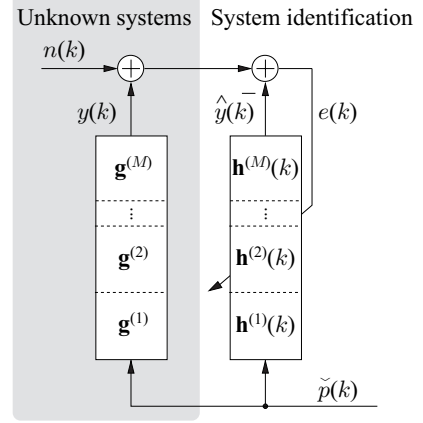 Unknown systems System identification
n(k)
y(k) ŷ(k) − e(k)
g^(M) h^(M)(k)
⋮ ⋮
g^(2) h^(2)(k)
g^(1) h^(1)(k)
p̆(k)